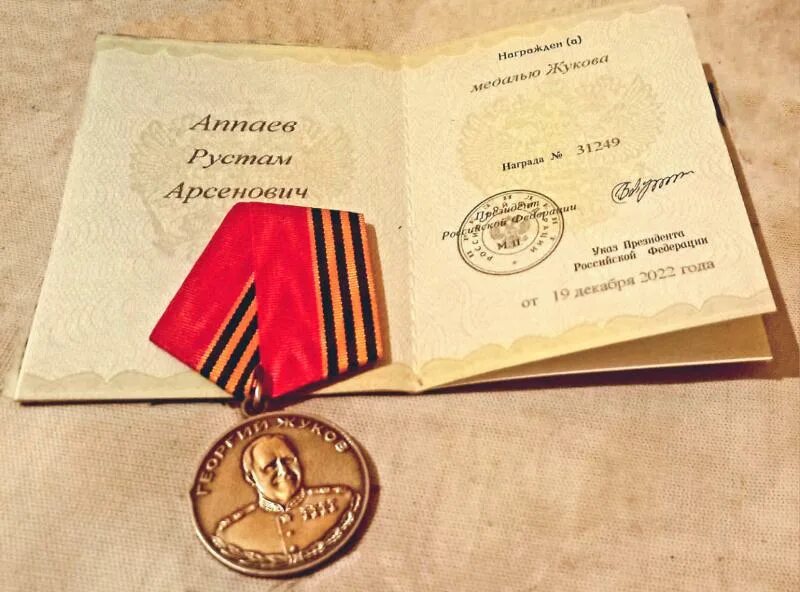 Аппаев
Рустам
Арсенович
Награжден (а)
медалью Жукова
Награда № 31249
Президент
Российской Федерации
М.П.
Указ Президента
Российской Федерации
от 19 декабря 2022 года
ГЕОРГИЙ ЖУКОВ